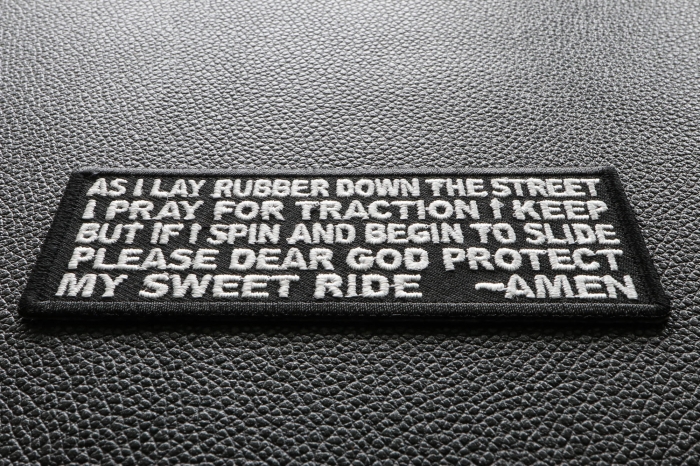 AS I LAY RUBBER DOWN THE STREET
I PRAY FOR TRACTION I KEEP
BUT IF I SPIN AND BEGIN TO SLIDE
PLEASE DEAR GOD PROTECT
MY SWEET RIDE ~AMEN